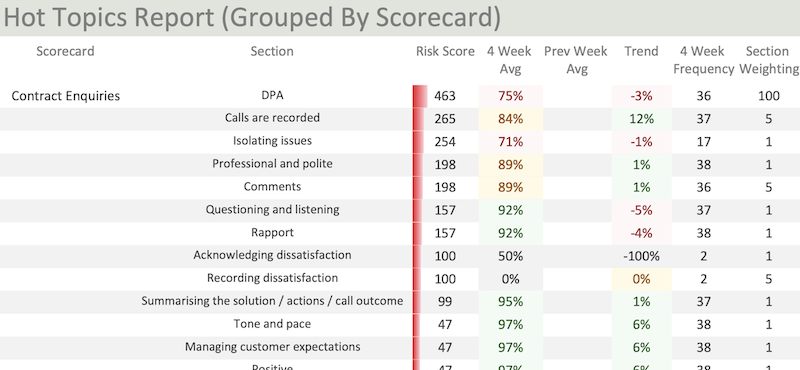 Hot Topics Report (Grouped By Scorecard)
Scorecard Section Risk Score 4 Week Avg Prev Week Avg Trend 4 Week Frequency Section Weighting
Contract Enquiries DPA 463 75% -3% 36 100
Calls are recorded 265 84% 12% 37 5
Isolating issues 254 71% -1% 17 1
Professional and polite 198 89% 1% 38 1
Comments 198 89% 1% 36 5
Questioning and listening 157 92% -5% 37 1
Rapport 157 92% -4% 38 1
Acknowledging dissatisfaction 100 50% -100% 2 1
Recording dissatisfaction 100 0% 0% 2 5
Summarising the solution / actions / call outcome 99 95% 1% 37 1
Tone and pace 47 97% 6% 38 1
Managing customer expectations 47 97% 6% 38 1
Positive 47 97% 6% 38 1